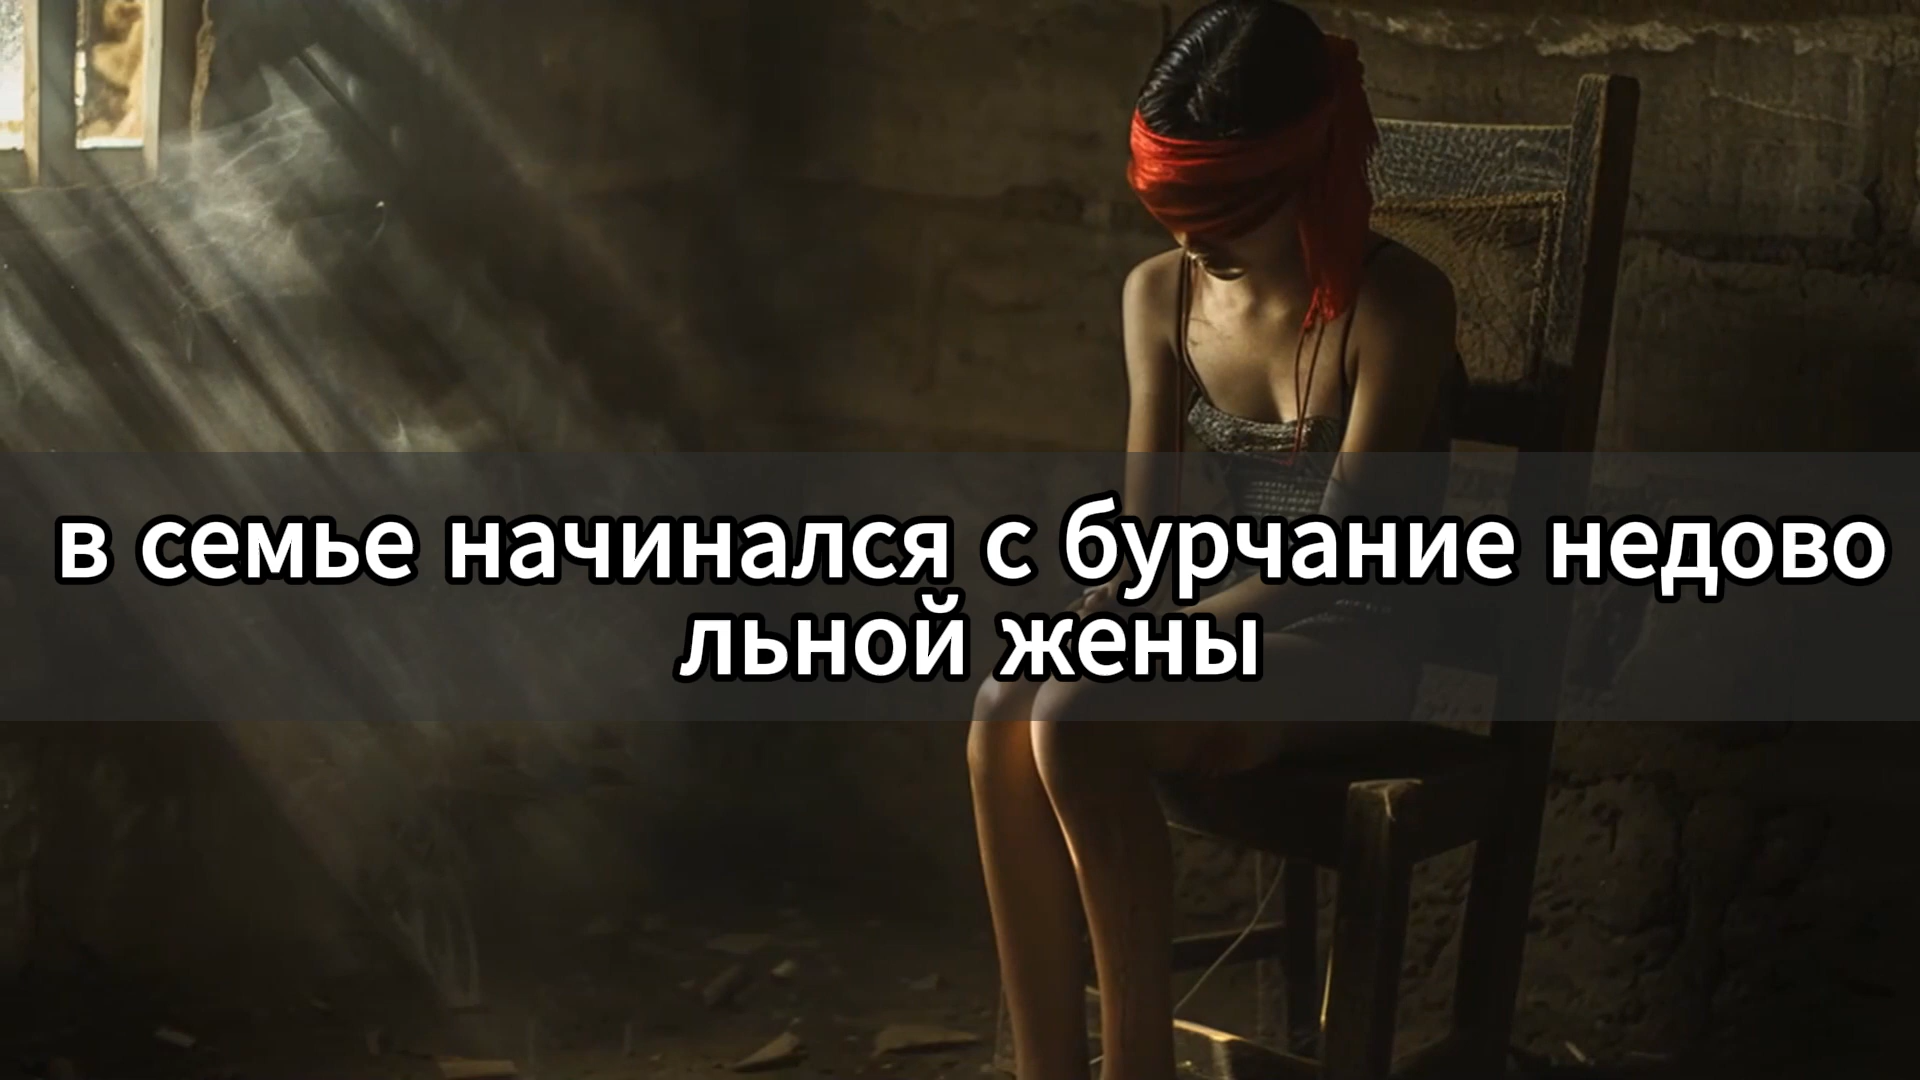 в семье начинался с бурчание недово
льной жены